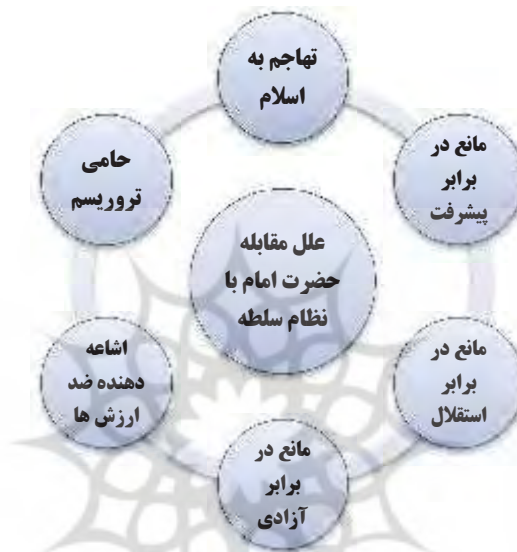 تهاجم به
اسلام
مانع در
برابر
پیشرفت
مانع در
برابر
استقلال
مانع در
برابر
آزادی
اشاعه
دهنده ضد
ارزش ها
حامی
تروریسم
علل مقابله
حضرت امام با
نظام سلطه